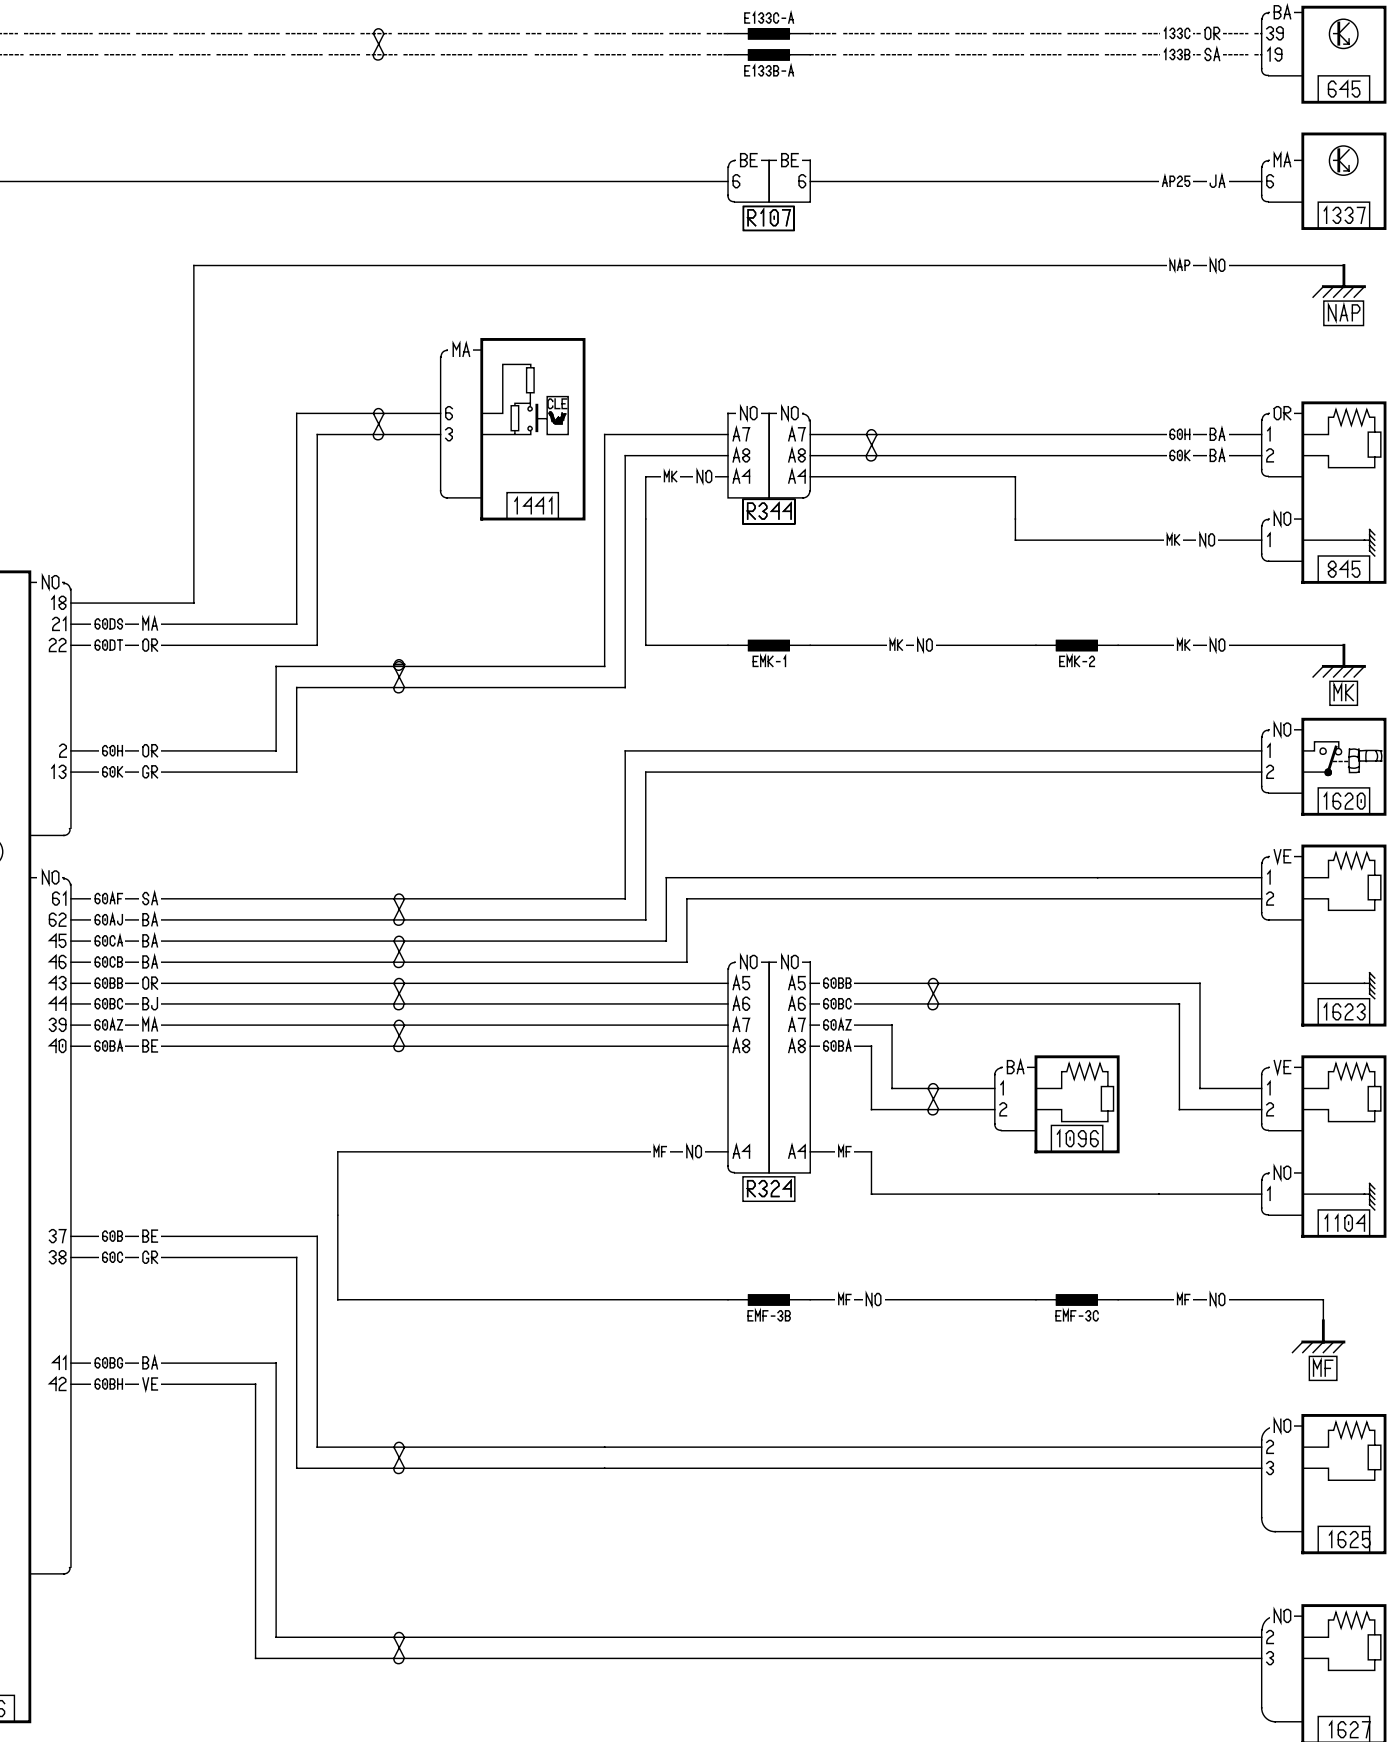 E133C-A
BA
133C OR 39
133B SA 19
E133B-A
645
BE BE MA
6 6 AP25 JA 6
R107 1337
NAP NO
NAP
MA
CLE
6
3
1441
NO NO OR
A7 A7 60H BA 1
A8 A8 60K BA 2
MK NO A4 A4
R344
NO
MK NO 1
845
NO
18
21 60DS MA
22 60DT OR
MK NO MK NO
EMK-1 EMK-2
MK
2 60H OR
13 60K GR
NO
1
2
1620
NO
61 60AF SA
62 60AJ BA
45 60CA BA
46 60CB BA
43 60BB OR
44 60BC BJ
39 60AZ MA
40 60BA BE
VE
1
2
1623
NO NO
A5 A5 60BB
A6 A6 60BC
A7 A7 60AZ
A8 A8 60BA
BA
1
2
1096
VE
1
2
MF NO A4 A4 MF
R324
NO
1
1104
37 60B BE
38 60C GR
MF NO MF NO
EMF-3B EMF-3C
MF
41 60BG BA
42 60BH VE
NO
2
3
1625
NO
2
3
1627
6